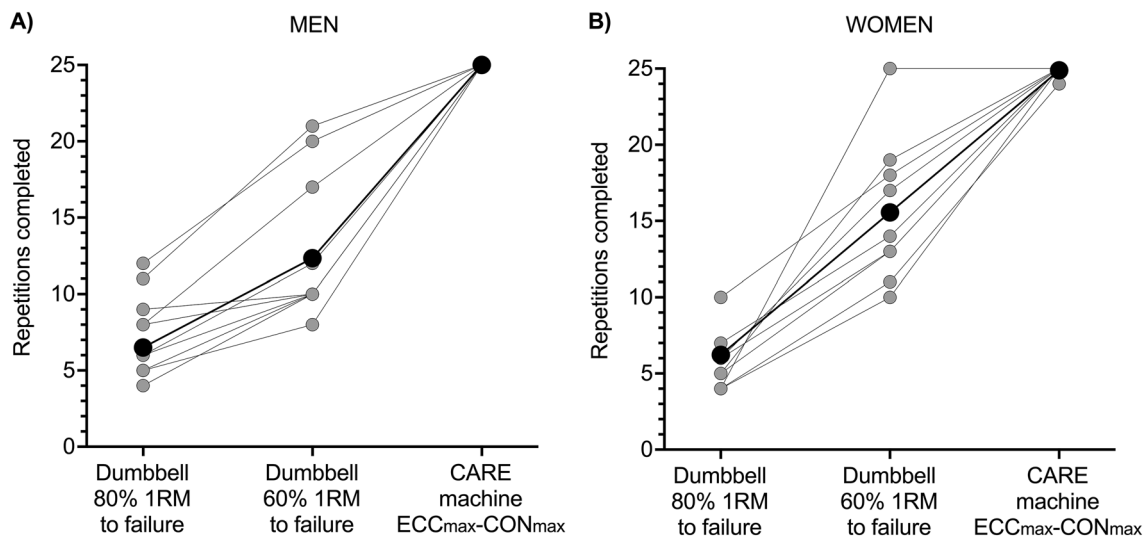 A)
MEN
25
20
15
10
5
0
Repetitions completed
Dumbbell
80% 1RM
to failure
Dumbbell
60% 1RM
to failure
CARE
machine
ECCmax-CONmax
B)
WOMEN
25
20
15
10
5
0
Repetitions completed
Dumbbell
80% 1RM
to failure
Dumbbell
60% 1RM
to failure
CARE
machine
ECCmax-CONmax